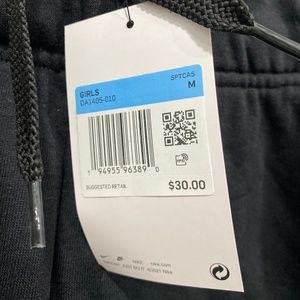 GIRLS
SPTCAS
DA1405-010
M
1 94955 96389 0
SUGGESTED RETAIL
$30.00